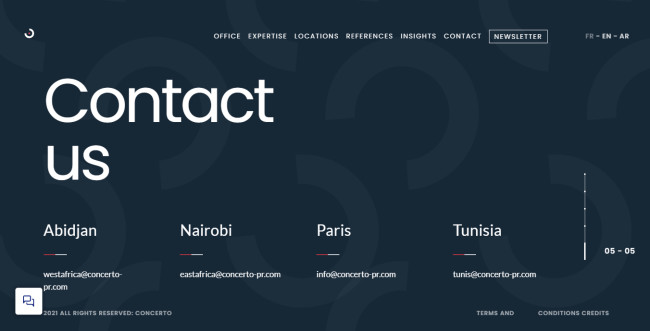 OFFICE EXPERTISE LOCATIONS REFERENCES INSIGHTS CONTACT NEWSLETTER FR - EN - AR
Contact
us
Abidjan Nairobi Paris Tunisia
westafrica@concerto- eastafrica@concerto-pr.com info@concerto-pr.com tunis@concerto-pr.com
pr.com
05 - 05
2021 ALL RIGHTS RESERVED: CONCERTO TERMS AND CONDITIONS CREDITS